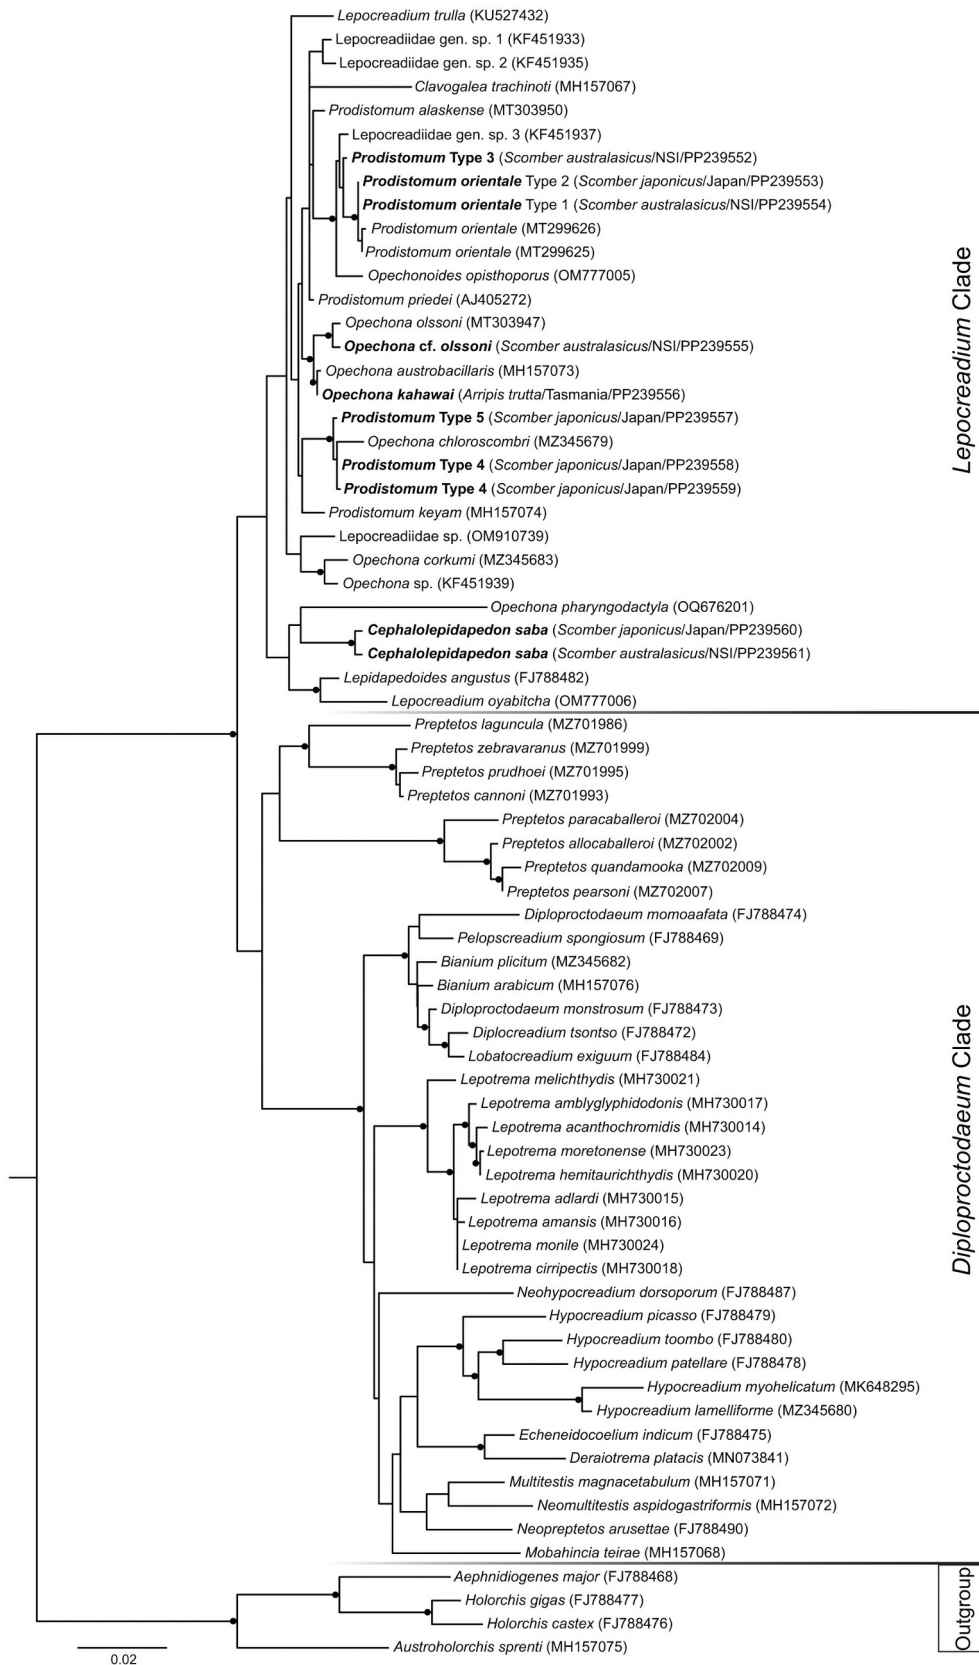 Lepocreadium trulla (KU527432)
Lepocreadiidae gen. sp. 1 (KF451933)
Lepocreadiidae gen. sp. 2 (KF451935)
Clavogalea trachinoti (MH157067)
Prodistomum alaskense (MT303950)
Lepocreadiidae gen. sp. 3 (KF451937)
Prodistomum Type 3 (Scomber australasicus/NSI/PP239552)
Prodistomum orientale Type 2 (Scomber japonicus/Japan/PP239553)
Prodistomum orientale Type 1 (Scomber australasicus/NSI/PP239554)
Prodistomum orientale (MT299626)
Prodistomum orientale (MT299625)
Opechonoides opisthoporus (OM777005)
Prodistomum priedei (AJ405272)
Opechona olssoni (MT303947)
Opechona cf. olssoni (Scomber australasicus/NSI/PP239555)
Opechona austrobacillaris (MH157073)
Opechona kahawai (Arripis trutta/Tasmania/PP239556)
Prodistomum Type 5 (Scomber japonicus/Japan/PP239557)
Opechona chloroscombri (MZ345679)
Prodistomum Type 4 (Scomber japonicus/Japan/PP239558)
Prodistomum Type 4 (Scomber japonicus/Japan/PP239559)
Prodistomum keyam (MH157074)
Lepocreadiidae sp. (OM910739)
Opechona corkumi (MZ345683)
Opechona sp. (KF451939)
Opechona pharyngodactyla (OQ676201)
Cephalolepidapedon saba (Scomber japonicus/Japan/PP239560)
Cephalolepidapedon saba (Scomber australasicus/NSI/PP239561)
Lepidapedoides angustus (FJ788482)
Lepocreadium oyabitcha (OM777006)
Lepocreadium Clade
Preptetos laguncula (MZ701986)
Preptetos zebravaranus (MZ701999)
Preptetos prudhoei (MZ701995)
Preptetos cannoni (MZ701993)
Preptetos paracaballeroi (MZ702004)
Preptetos allocaballeroi (MZ702002)
Preptetos quandamooka (MZ702009)
Preptetos pearsoni (MZ702007)
Diploproctodaeum momoaafata (FJ788474)
Pelopscreadium spongiosum (FJ788469)
Bianium plicitum (MZ345682)
Bianium arabicum (MH157076)
Diploproctodaeum monstrosum (FJ788473)
Diplocreadium tsontso (FJ788472)
Lobatocreadium exiguum (FJ788484)
Lepotrema melichthydis (MH730021)
Lepotrema amblyglyphidodonis (MH730017)
Lepotrema acanthochromidis (MH730014)
Lepotrema moretonense (MH730023)
Lepotrema hemitaurichthydis (MH730020)
Lepotrema adlardi (MH730015)
Lepotrema amansis (MH730016)
Lepotrema monile (MH730024)
Lepotrema cirripectis (MH730018)
Neohypocreadium dorsoporum (FJ788487)
Hypocreadium picasso (FJ788479)
Hypocreadium toombo (FJ788480)
Hypocreadium patellare (FJ788478)
Hypocreadium myohelicatum (MK648295)
Hypocreadium lamelliforme (MZ345680)
Echeneidocoelium indicum (FJ788475)
Deraiotrema platacis (MN073841)
Multitestis magnacetabulum (MH157071)
Neomultitestis aspidogastriformis (MH157072)
Neopreptetos arusettae (FJ788490)
Mobahincia teirae (MH157068)
Diploproctodaeum Clade
Aephnidiogenes major (FJ788468)
Holorchis gigas (FJ788477)
Holorchis castex (FJ788476)
Austroholorchis sprenti (MH157075)
Outgroup
0.02